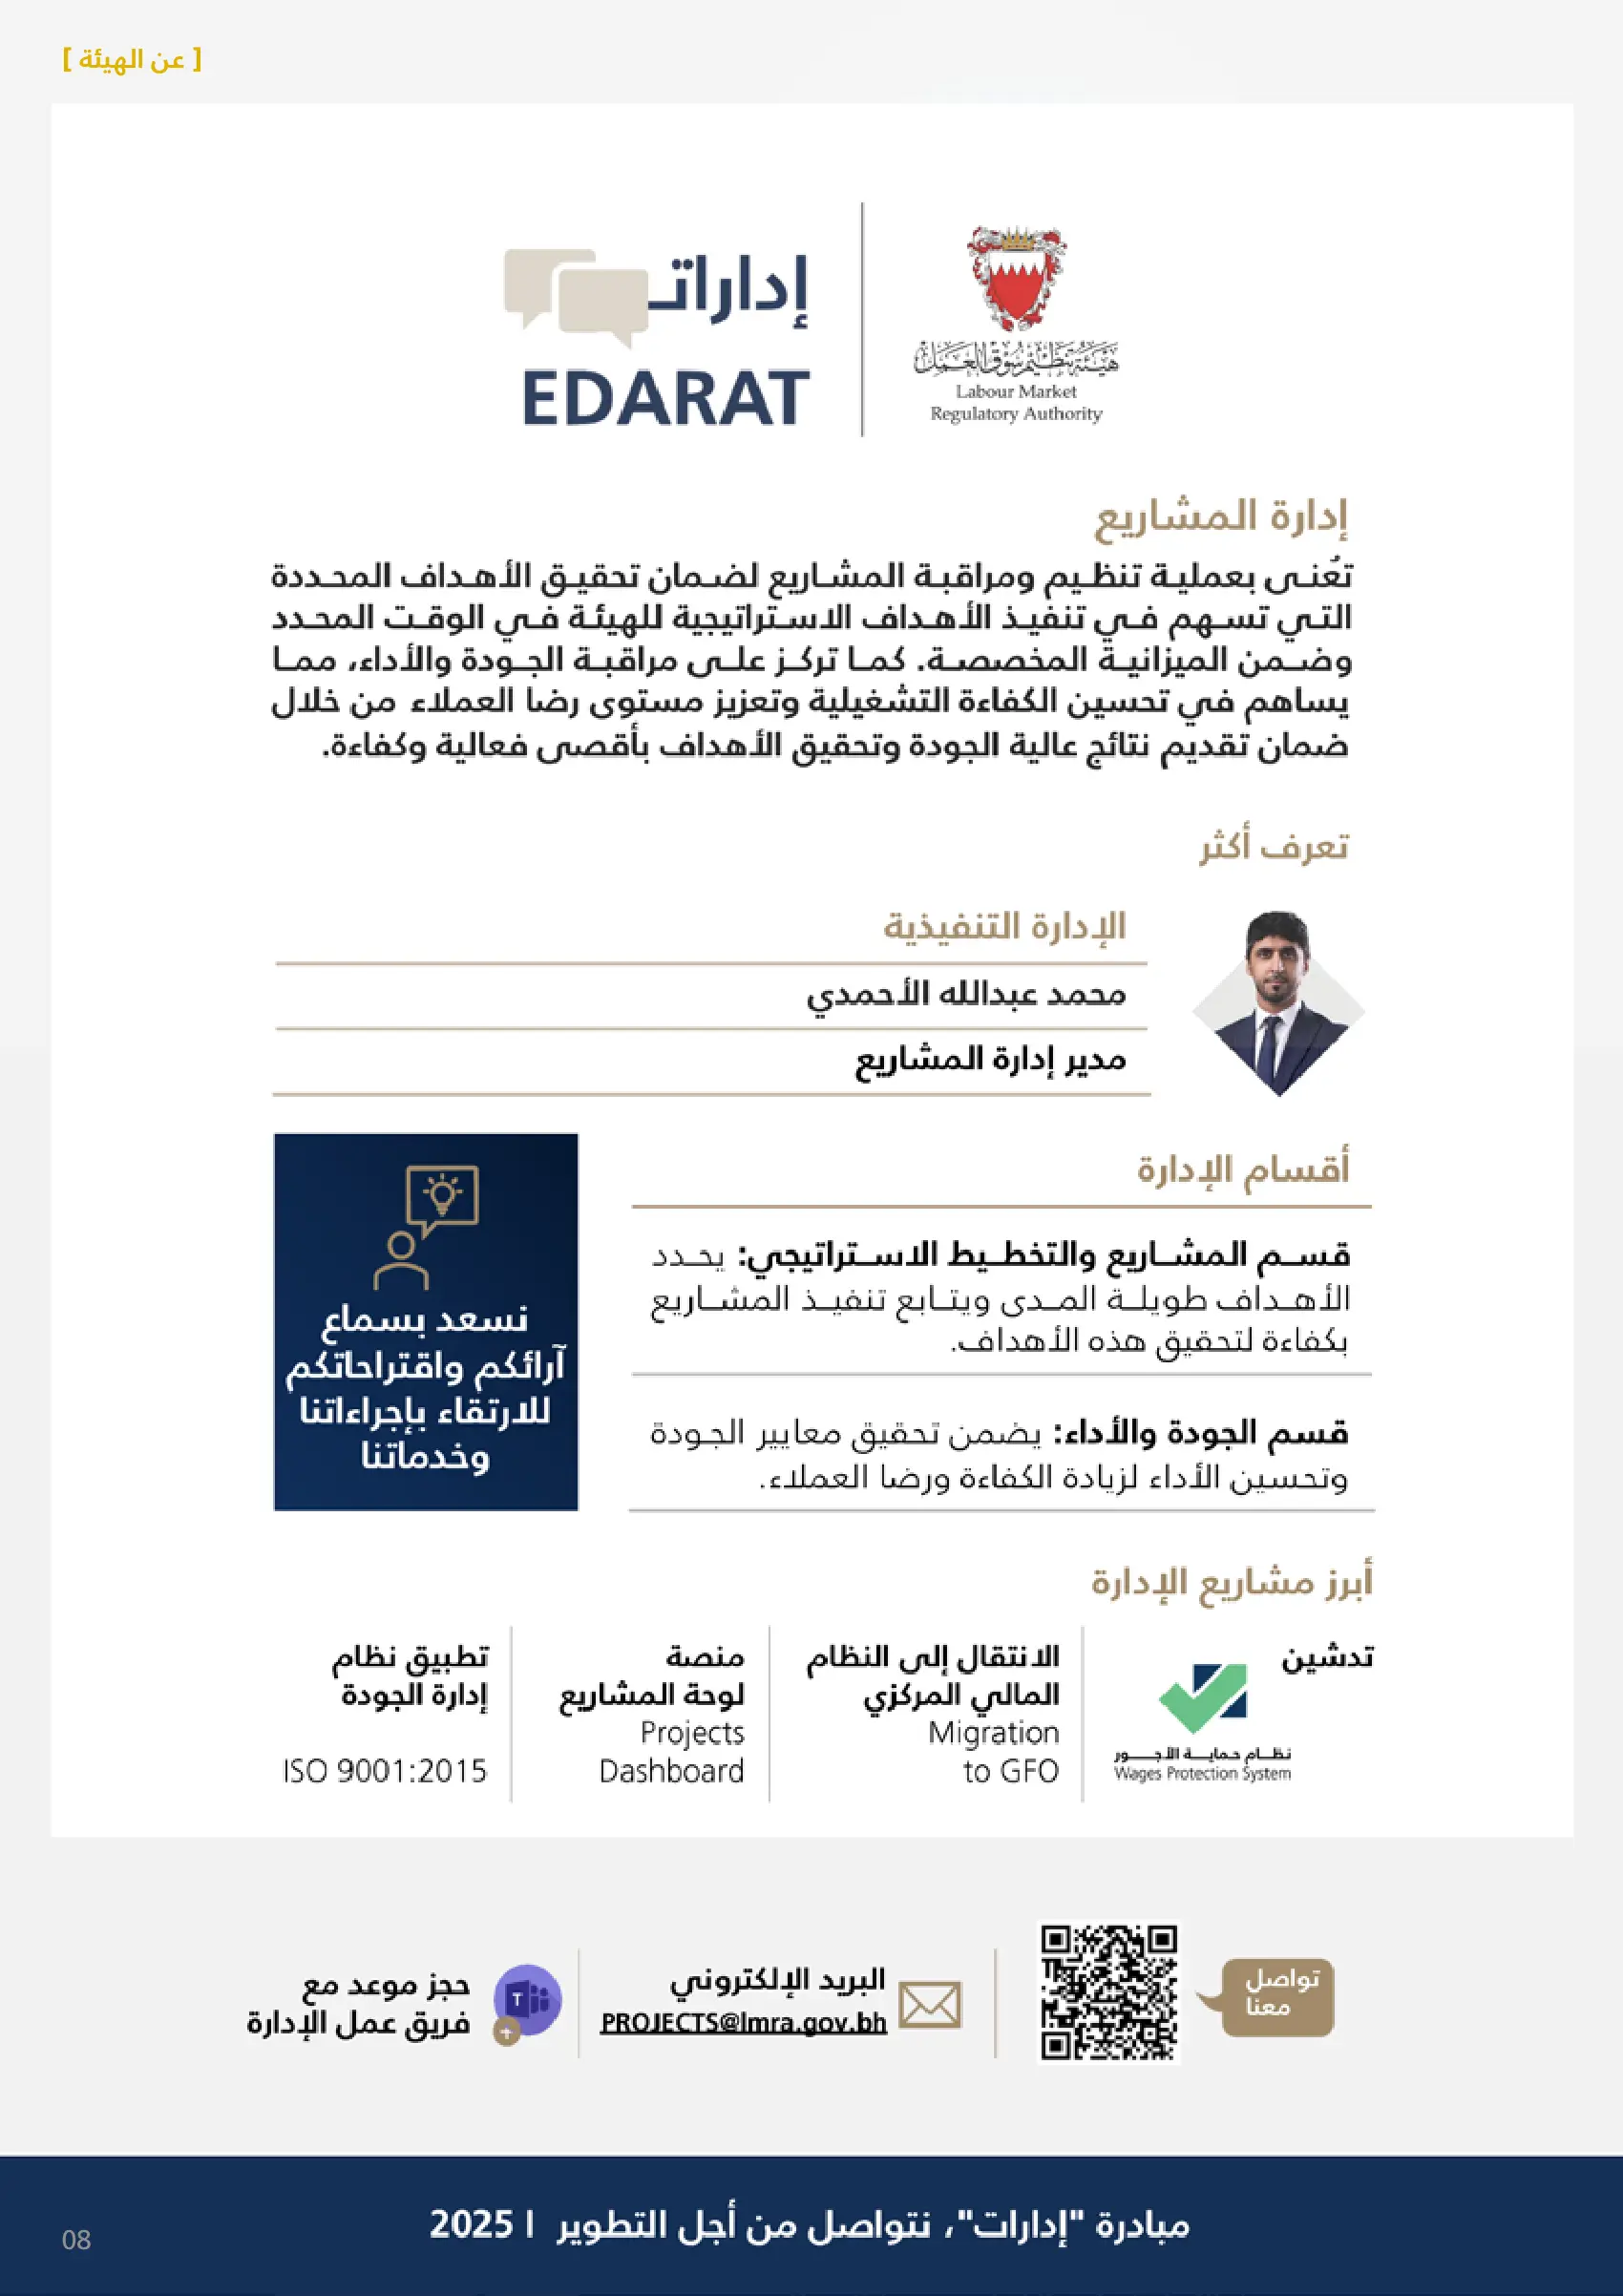 [ عن الهيئة ]
هيئة تنظيم سوق العمل
Labour Market
Regulatory Authority
إداراتـ
EDARAT
إدارة المشاريع
تُعنى بعملية تنظيم ومراقبة المشاريع لضمان تحقيق الأهداف المحددة
التي تسهم في تنفيذ الأهداف الاستراتيجية للهيئة في الوقت المحدد
وضمن الميزانية المخصصة. كما تركز على مراقبة الجودة والأداء، مما
يساهم في تحسين الكفاءة التشغيلية وتعزيز مستوى رضا العملاء من خلال
ضمان تقديم نتائج عالية الجودة وتحقيق الأهداف بأقصى فعالية وكفاءة.
تعرف أكثر
الإدارة التنفيذية
محمد عبدالله الأحمدي
مدير إدارة المشاريع
أقسام الإدارة
قسم المشاريع والتخطيط الاستراتيجي: يحدد
الأهداف طويلة المدى ويتابع تنفيذ المشاريع
بكفاءة لتحقيق هذه الأهداف.
قسم الجودة والأداء: يضمن تحقيق معايير الجودة
وتحسين الأداء لزيادة الكفاءة ورضا العملاء.
نسعد بسماع
آرائكم واقتراحاتكم
للارتقاء بإجراءاتنا
وخدماتنا
أبرز مشاريع الإدارة
تدشين
نظام حماية الأجور
Wages Protection System
الانتقال إلى النظام
المالي المركزي
Migration
to GFO
منصة
لوحة المشاريع
Projects
Dashboard
تطبيق نظام
إدارة الجودة
ISO 9001:2015
تواصل
معنا
البريد الإلكتروني
PROJECTS@lmra.gov.bh
حجز موعد مع
فريق عمل الإدارة
مبادرة "إدارات"، نتواصل من أجل التطوير | 2025
08